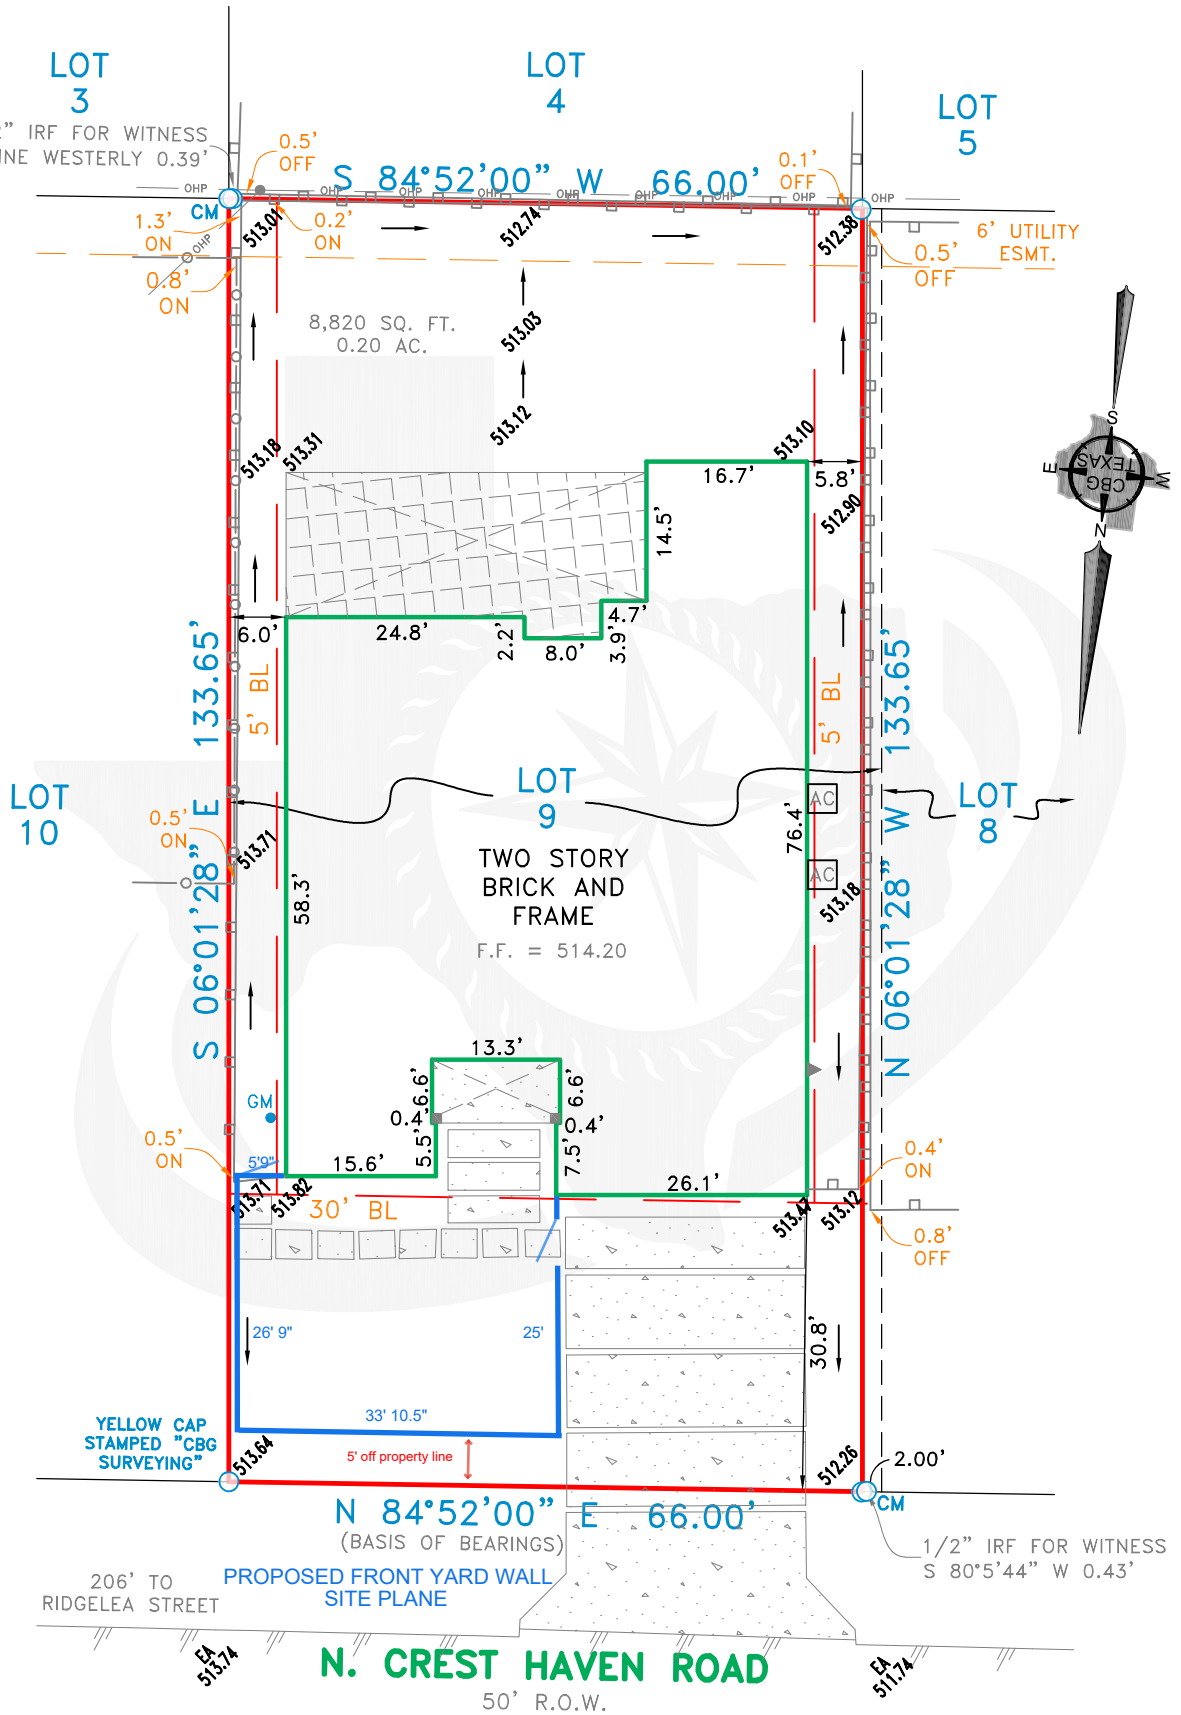 LOT
3
LOT
4
LOT
5
" IRF FOR WITNESS
INE WESTERLY 0.39'
0.5'
OFF
0.1'
OFF
S 84°52'00" W 66.00'
OHP
OHP
OHP
OHP
OHP
OHP
OHP
OHP
OHP
CM
1.3'
ON
513.01
0.2'
ON
512.74
512.38
6' UTILITY
ESMT.
0.5'
OFF
0.8'
ON
8,820 SQ. FT.
0.20 AC.
513.03
513.12
513.18
513.31
513.10
S
E
W
N
CBG
TEXAS
16.7'
5.8'
512.90
14.5'
6.0'
24.8'
2.2'
8.0'
3.9'
4.7'
5' BL
5' BL
S 06°01'28" E 133.65'
N 06°01'28" W 133.65'
LOT
10
LOT
9
LOT
8
0.5'
ON
513.71
58.3'
TWO STORY
BRICK AND
FRAME
F.F. = 514.20
76.4'
AC
AC
513.18
13.3'
6.6'
6.6'
0.4'
0.4'
5.5'
7.5'
GM
0.5'
ON
5'9"
15.6'
26.1'
0.4'
ON
513.71
513.82
30' BL
513.47
513.12
0.8'
OFF
26' 9"
25'
30.8'
33' 10.5"
5' off property line
YELLOW CAP
STAMPED "CBG
SURVEYING"
513.64
512.26
2.00'
CM
N 84°52'00" E 66.00'
(BASIS OF BEARINGS)
1/2" IRF FOR WITNESS
S 80°5'44" W 0.43'
PROPOSED FRONT YARD WALL
SITE PLANE
206' TO
RIDGELEA STREET
EA
513.74
EA
511.74
N. CREST HAVEN ROAD
50' R.O.W.